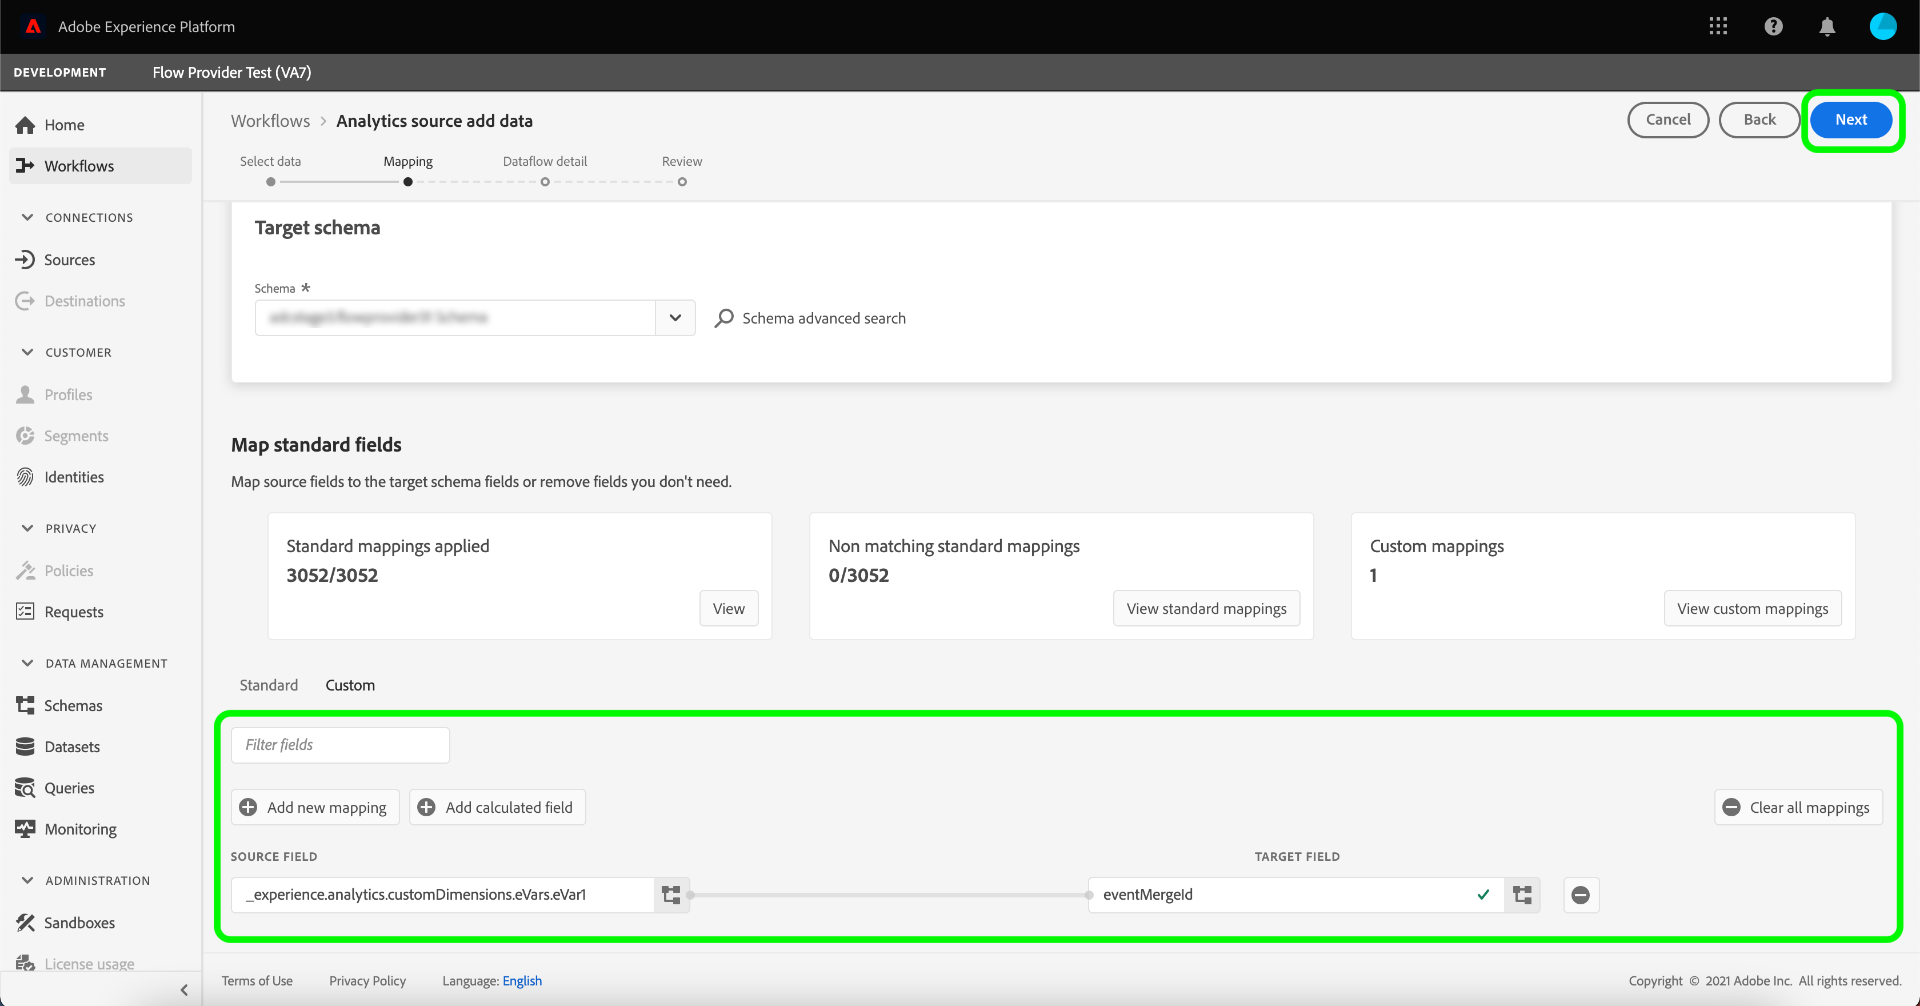 Adobe Experience Platform
DEVELOPMENT Flow Provider Test (VA7)
Home
Workflows
CONNECTIONS
Sources
Destinations
CUSTOMER
Profiles
Segments
Identities
PRIVACY
Policies
Requests
DATA MANAGEMENT
Schemas
Datasets
Queries
Monitoring
ADMINISTRATION
Sandboxes
License usage
Workflows > Analytics source add data
Cancel Back Next
Select data Mapping Dataflow detail Review
Target schema
Schema *
Schema advanced search
Map standard fields
Map source fields to the target schema fields or remove fields you don't need.
Standard mappings applied
3052/3052
View
Non matching standard mappings
0/3052
View standard mappings
Custom mappings
1
View custom mappings
Standard Custom
Filter fields
Add new mapping Add calculated field Clear all mappings
SOURCE FIELD TARGET FIELD
_experience.analytics.customDimensions.eVars.eVar1 eventMergeId
Terms of Use Privacy Policy Language: English Copyright © 2021 Adobe Inc. All rights reserved.